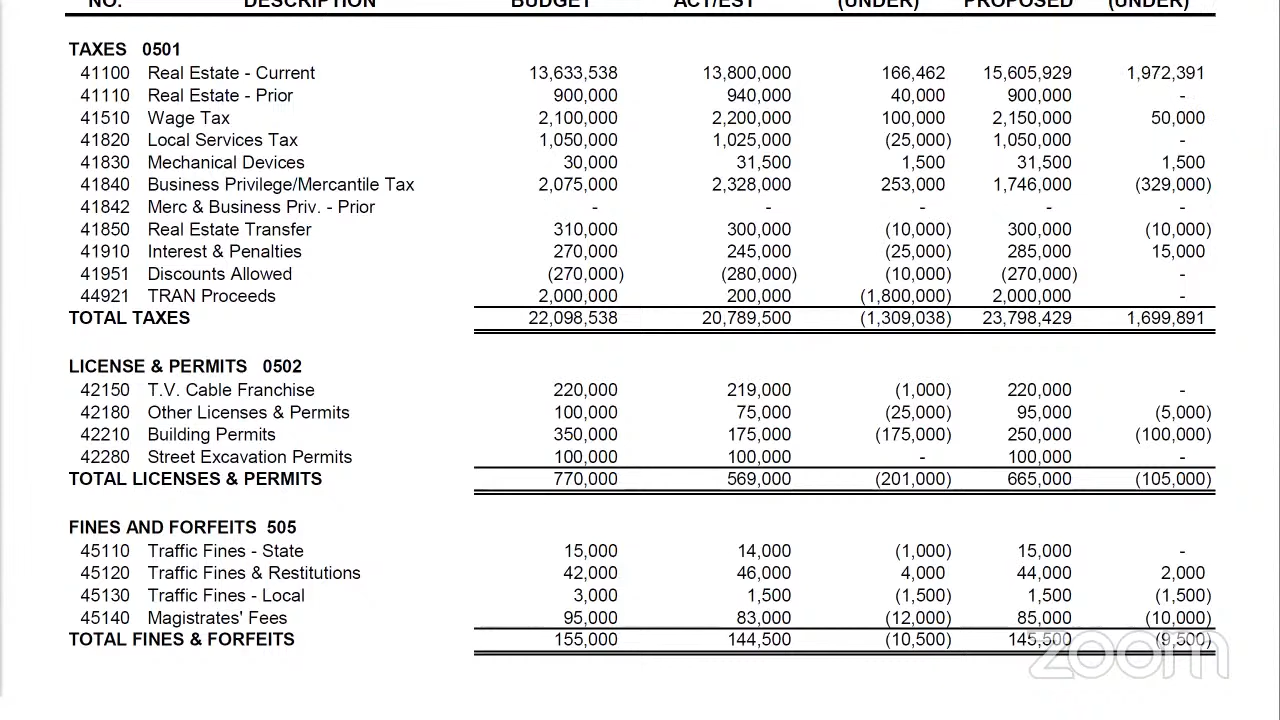 NO. DESCRIPTION BUDGET ACT/EST (UNDER) PROPOSED (UNDER)
TAXES 0501
41100 Real Estate - Current 13,633,538 13,800,000 166,462 15,605,929 1,972,391
41110 Real Estate - Prior 900,000 940,000 40,000 900,000 -
41510 Wage Tax 2,100,000 2,200,000 100,000 2,150,000 50,000
41820 Local Services Tax 1,050,000 1,025,000 (25,000) 1,050,000 -
41830 Mechanical Devices 30,000 31,500 1,500 31,500 1,500
41840 Business Privilege/Mercantile Tax 2,075,000 2,328,000 253,000 1,746,000 (329,000)
41842 Merc & Business Priv. - Prior - - - - -
41850 Real Estate Transfer 310,000 300,000 (10,000) 300,000 (10,000)
41910 Interest & Penalties 270,000 245,000 (25,000) 285,000 15,000
41951 Discounts Allowed (270,000) (280,000) (10,000) (270,000) -
44921 TRAN Proceeds 2,000,000 200,000 (1,800,000) 2,000,000 -
TOTAL TAXES 22,098,538 20,789,500 (1,309,038) 23,798,429 1,699,891
LICENSE & PERMITS 0502
42150 T.V. Cable Franchise 220,000 219,000 (1,000) 220,000 -
42180 Other Licenses & Permits 100,000 75,000 (25,000) 95,000 (5,000)
42210 Building Permits 350,000 175,000 (175,000) 250,000 (100,000)
42280 Street Excavation Permits 100,000 100,000 - 100,000 -
TOTAL LICENSES & PERMITS 770,000 569,000 (201,000) 665,000 (105,000)
FINES AND FORFEITS 505
45110 Traffic Fines - State 15,000 14,000 (1,000) 15,000 -
45120 Traffic Fines & Restitutions 42,000 46,000 4,000 44,000 2,000
45130 Traffic Fines - Local 3,000 1,500 (1,500) 1,500 (1,500)
45140 Magistrates' Fees 95,000 83,000 (12,000) 85,000 (10,000)
TOTAL FINES & FORFEITS 155,000 144,500 (10,500) 145,500 (9,500)
zoom